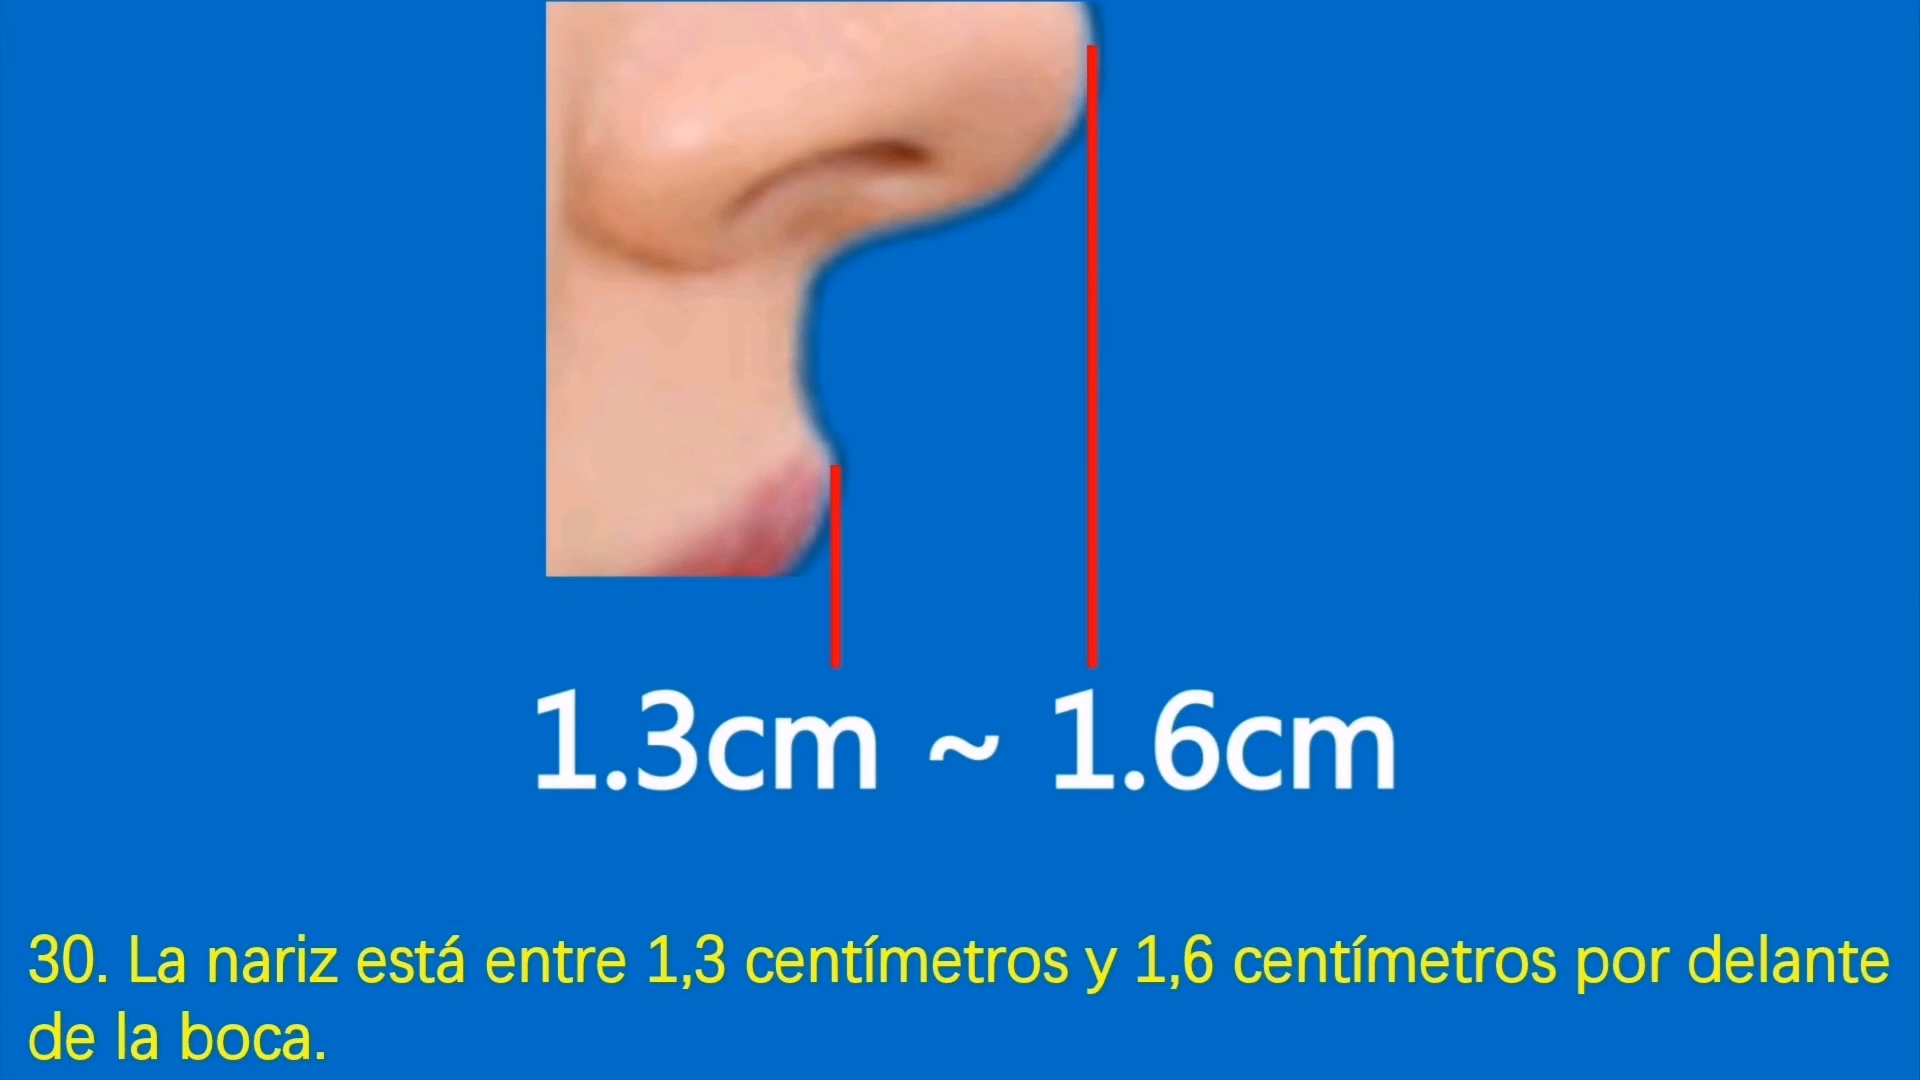 1.3cm ~ 1.6cm
30. La nariz está entre 1,3 centímetros y 1,6 centímetros por delante
de la boca.